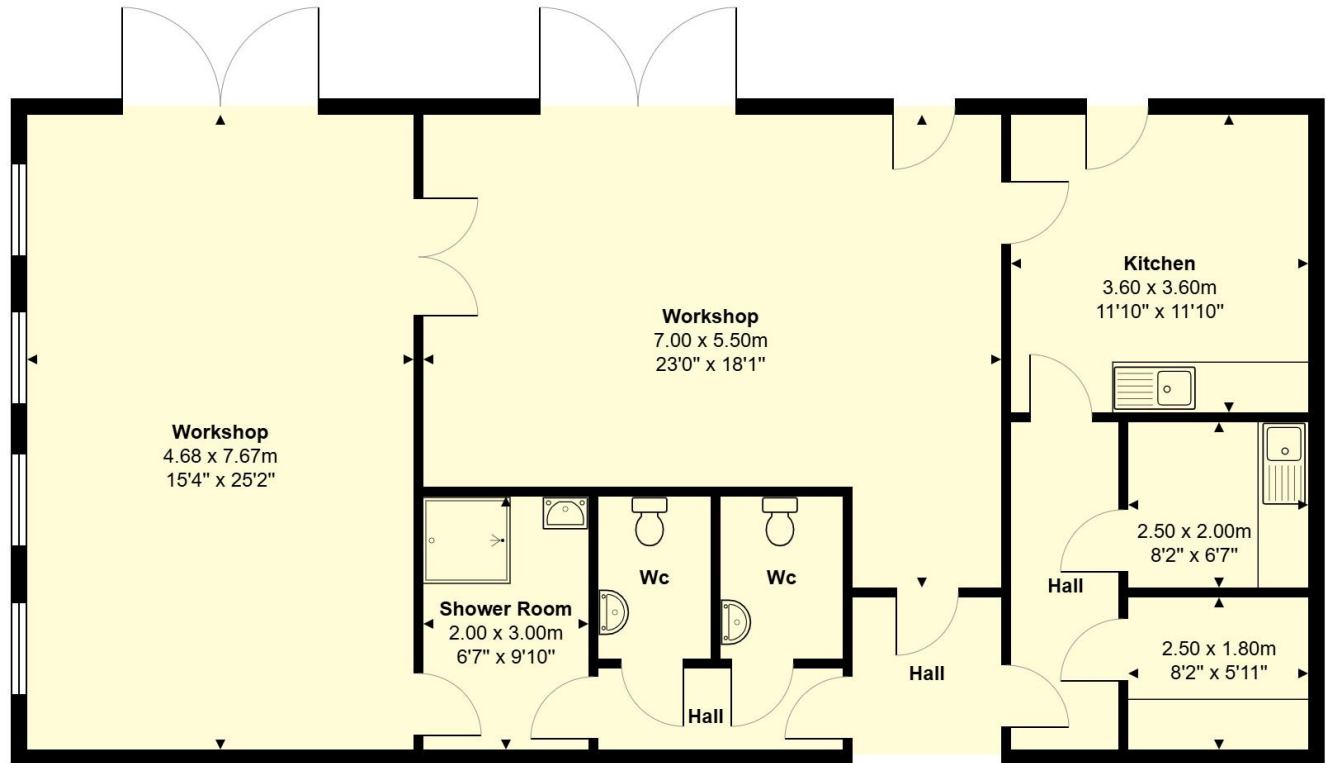 Workshop
4.68 x 7.67m
15'4" x 25'2"
Workshop
7.00 x 5.50m
23'0" x 18'1"
Kitchen
3.60 x 3.60m
11'10" x 11'10"
2.50 x 2.00m
8'2" x 6'7"
Hall
2.50 x 1.80m
8'2" x 5'11"
Shower Room
2.00 x 3.00m
6'7" x 9'10"
Wc
Wc
Hall
Hall